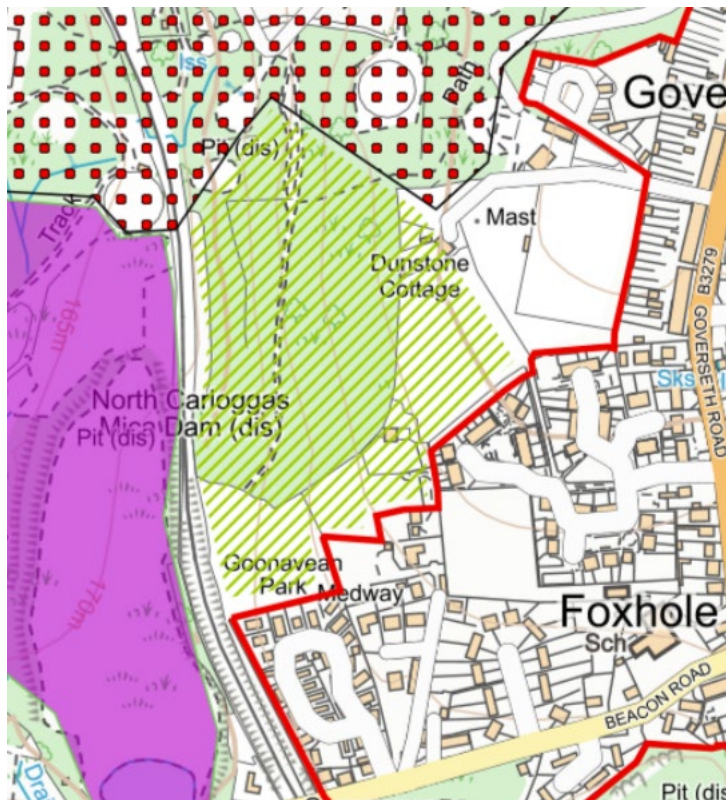 Iss
Path
Gove
Pit (dis)
Track
Mast
Dunstone
Cottage
B3279
165m
GOVERSETH ROAD
Sks
North Carloggas
Mica Dam (dis)
Pit (dis)
Goonavean
Park
Medway
170m
Foxhole
Sch
BEACON ROAD
Drai
Pit (dis